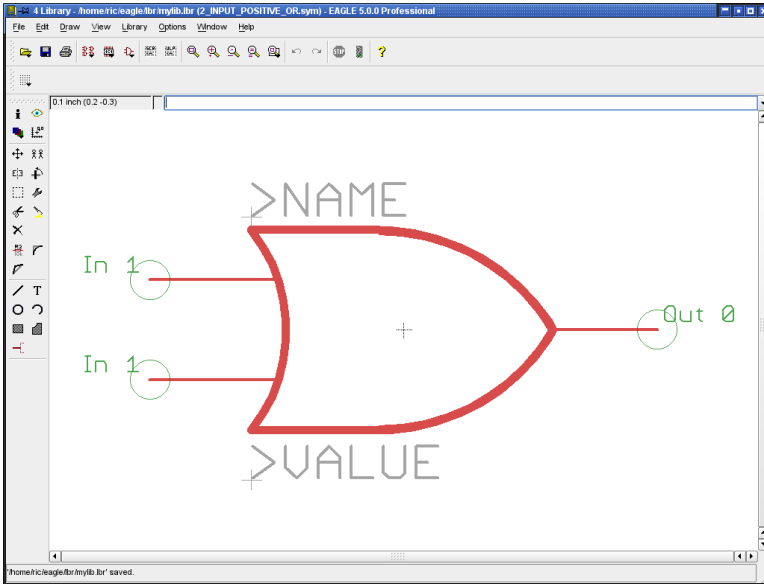 4 Library - /home/ric/eagle/lbr/mylib.lbr (2_INPUT_POSITIVE_OR.sym) - EAGLE 5.0.0 Professional
File Edit Draw View Library Options Window Help
0.1 inch (0.2 -0.3)
>NAME
In 1
Out 0
In 1
>VALUE
'/home/ric/eagle/lbr/mylib.lbr' saved.